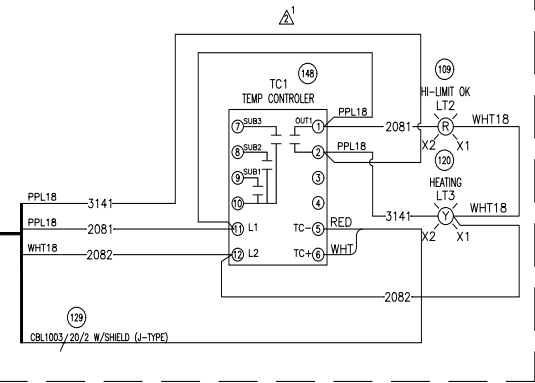 1
2
148
109
TC1
TEMP CONTROLER
HI-LIMIT OK
LT2
PPL18
WHT18
7 SUB3
OUT1 1
2081
R
X2 X1
8 SUB2
2
PPL18
120
9 SUB1
3
HEATING
LT3
10
4
PPL18
3141
3141
Y
WHT18
X2 X1
PPL18
2081
11 L1
TC- 5
RED
WHT18
2082
12 L2
TC+ 6
WHT
2082
129
CBL1003/20/2 W/SHIELD (J-TYPE)